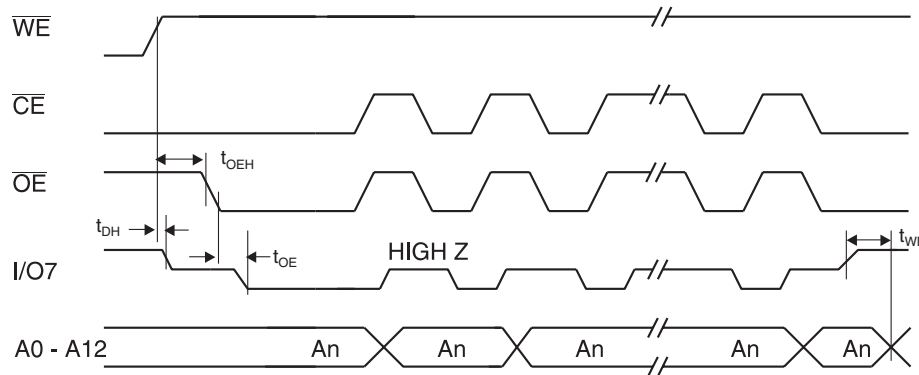 WE
CE
tOEH
OE
tDH
tOE
HIGH Z
tWR
I/O7
A0 - A12
An
An
An
An
An